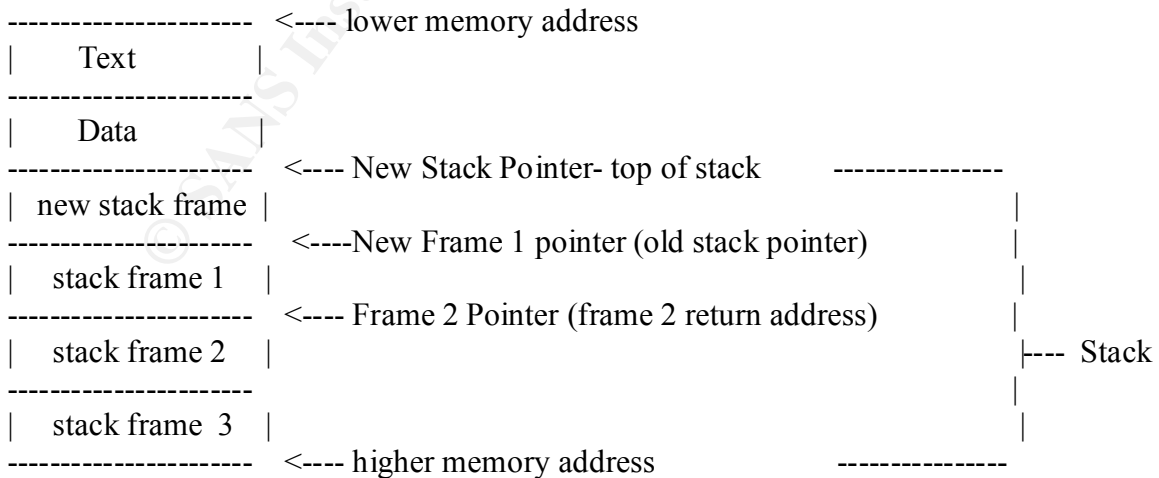 ----------------------- <---- lower memory address
| Text |
-----------------------
| Data |
----------------------- <---- New Stack Pointer- top of stack ----------------
| new stack frame | |
----------------------- <----New Frame 1 pointer (old stack pointer) |
| stack frame 1 | |
----------------------- <---- Frame 2 Pointer (frame 2 return address) |
| stack frame 2 | |---- Stack
----------------------- |
| stack frame 3 | |
----------------------- <---- higher memory address ----------------
© SANS